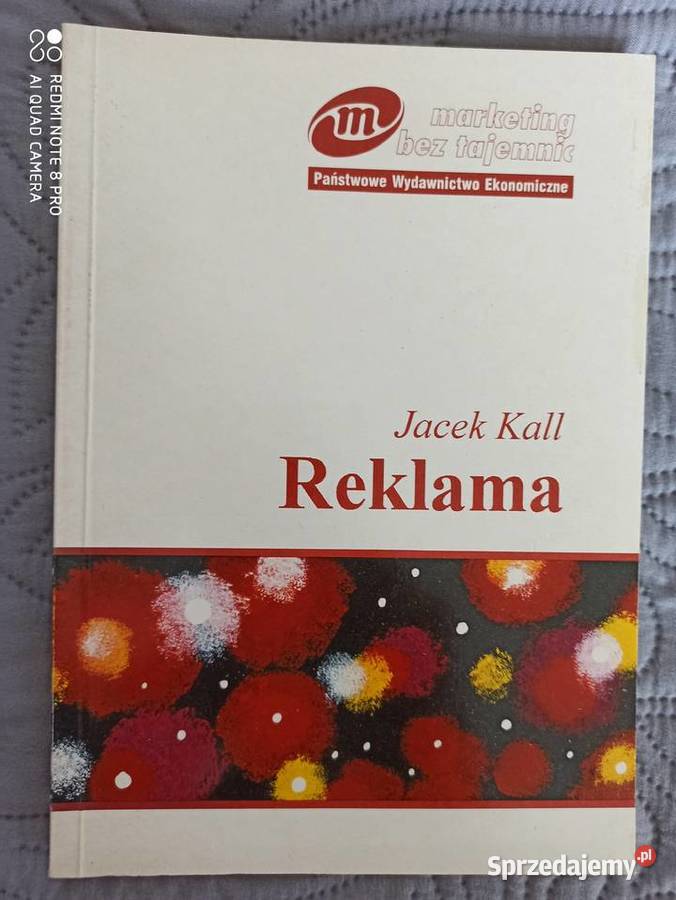 REDMI NOTE 8 PRO
AI QUAD CAMERA
m
marketing
bez tajemnic
Państwowe Wydawnictwo Ekonomiczne
Jacek Kall
Reklama
Sprzedajemy.pl